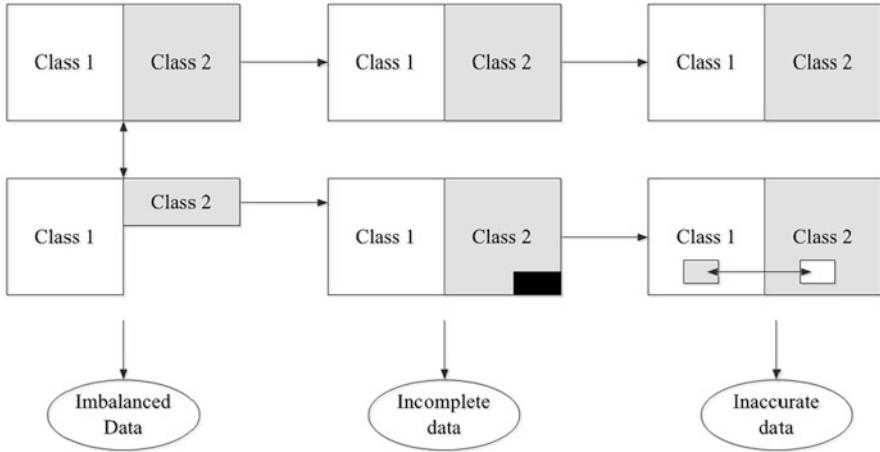 Class 1 Class 2 Class 1 Class 2 Class 1 Class 2
Class 2
Class 1 Class 1 Class 2 Class 1 Class 2
Imbalanced
Data
Incomplete
data
Inaccurate
data